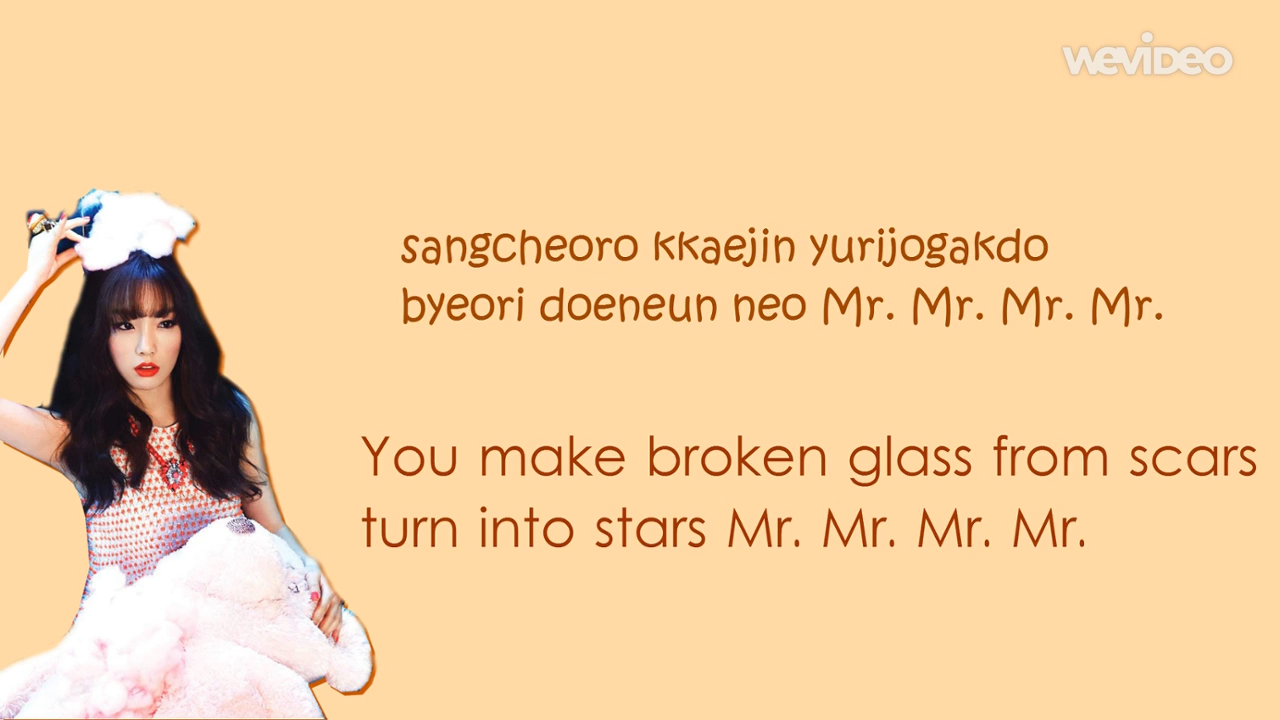 WeVideo
sangcheoro kkaejin yurijogakdo
byeori doeneun neo Mr. Mr. Mr. Mr.
You make broken glass from scars
turn into stars Mr. Mr. Mr. Mr.